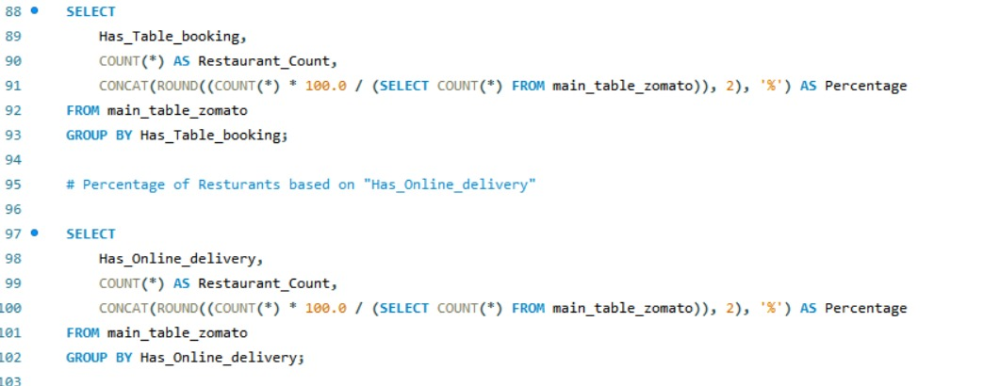 88 SELECT
89 Has_Table_booking,
90 COUNT(*) AS Restaurant_Count,
91 CONCAT(ROUND((COUNT(*) * 100.0 / (SELECT COUNT(*) FROM main_table_zomato)), 2), '%') AS Percentage
92 FROM main_table_zomato
93 GROUP BY Has_Table_booking;
94
95 # Percentage of Resturants based on "Has_Online_delivery"
96
97 SELECT
98 Has_Online_delivery,
99 COUNT(*) AS Restaurant_Count,
100 CONCAT(ROUND((COUNT(*) * 100.0 / (SELECT COUNT(*) FROM main_table_zomato)), 2), '%') AS Percentage
101 FROM main_table_zomato
102 GROUP BY Has_Online_delivery;
103